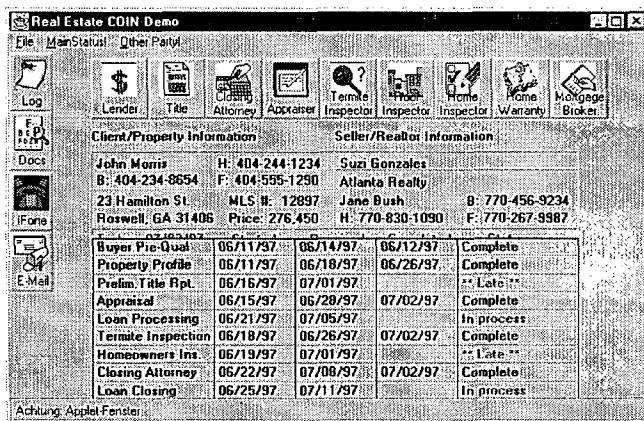 Real Estate COIN Demo
File MainStatus! Other Party!
Log
Docs
iFone
E-Mail
Lender
Title
Closing Attorney
Appraiser
Termite Inspector
Inspector
Home Inspector
Home Warranty
Mortgage Broker
Client/Property Information Seller/Realtor Information
John Morris H: 404-244-1234 Suzi Gonzales
B: 404-234-8654 F: 404-555-1290 Atlanta Realty
23 Hamilton St. MLS #: 12897 Jane Bush B: 770-456-9234
Roswell, GA 31406 Price: 276,450 H: 770-830-1090 F: 770-267-9987
Buyer Pre-Qual 06/11/97 06/14/97 06/12/97 Complete
Property Profile 06/11/97 06/18/97 06/26/97 Complete
Prelim.Title Rpt. 06/16/97 07/01/97 ** Late **
Appraisal 06/15/97 06/28/97 07/02/97 Complete
Loan Processing 06/21/97 07/05/97 In process
Termite Inspection 06/18/97 06/26/97 07/02/97 Complete
Homeowners Ins. 06/19/97 07/01/97 ** Late **
Closing Attorney 06/22/97 07/08/97 07/02/97 Complete
Loan Closing 06/25/97 07/11/97 In process
Achtung: Applet-Fenster